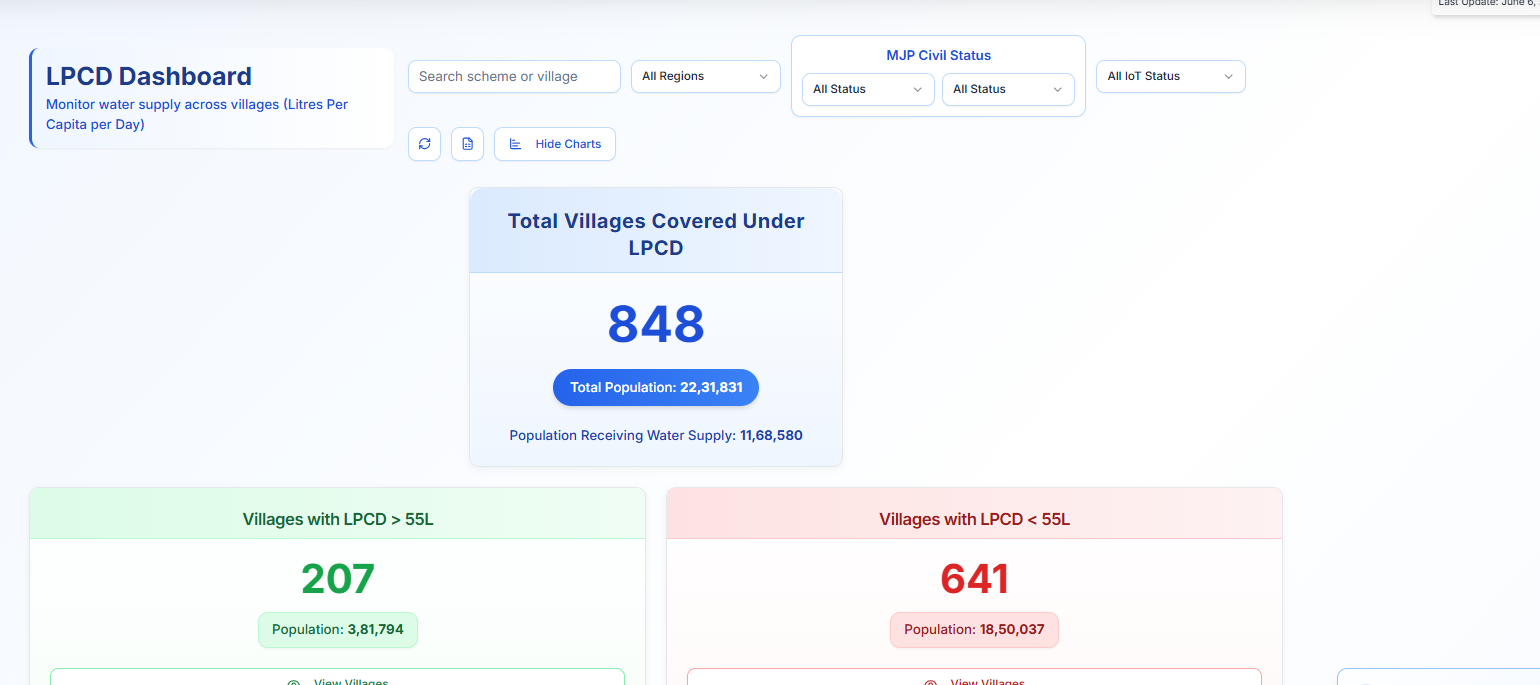 Last Update: June 6,
LPCD Dashboard
Monitor water supply across villages (Litres Per
Capita per Day)
Search scheme or village
All Regions
MJP Civil Status
All Status
All Status
All IoT Status
Hide Charts
Total Villages Covered Under
LPCD
848
Total Population: 22,31,831
Population Receiving Water Supply: 11,68,580
Villages with LPCD > 55L
207
Population: 3,81,794
View Villages
Villages with LPCD < 55L
641
Population: 18,50,037
View Villages